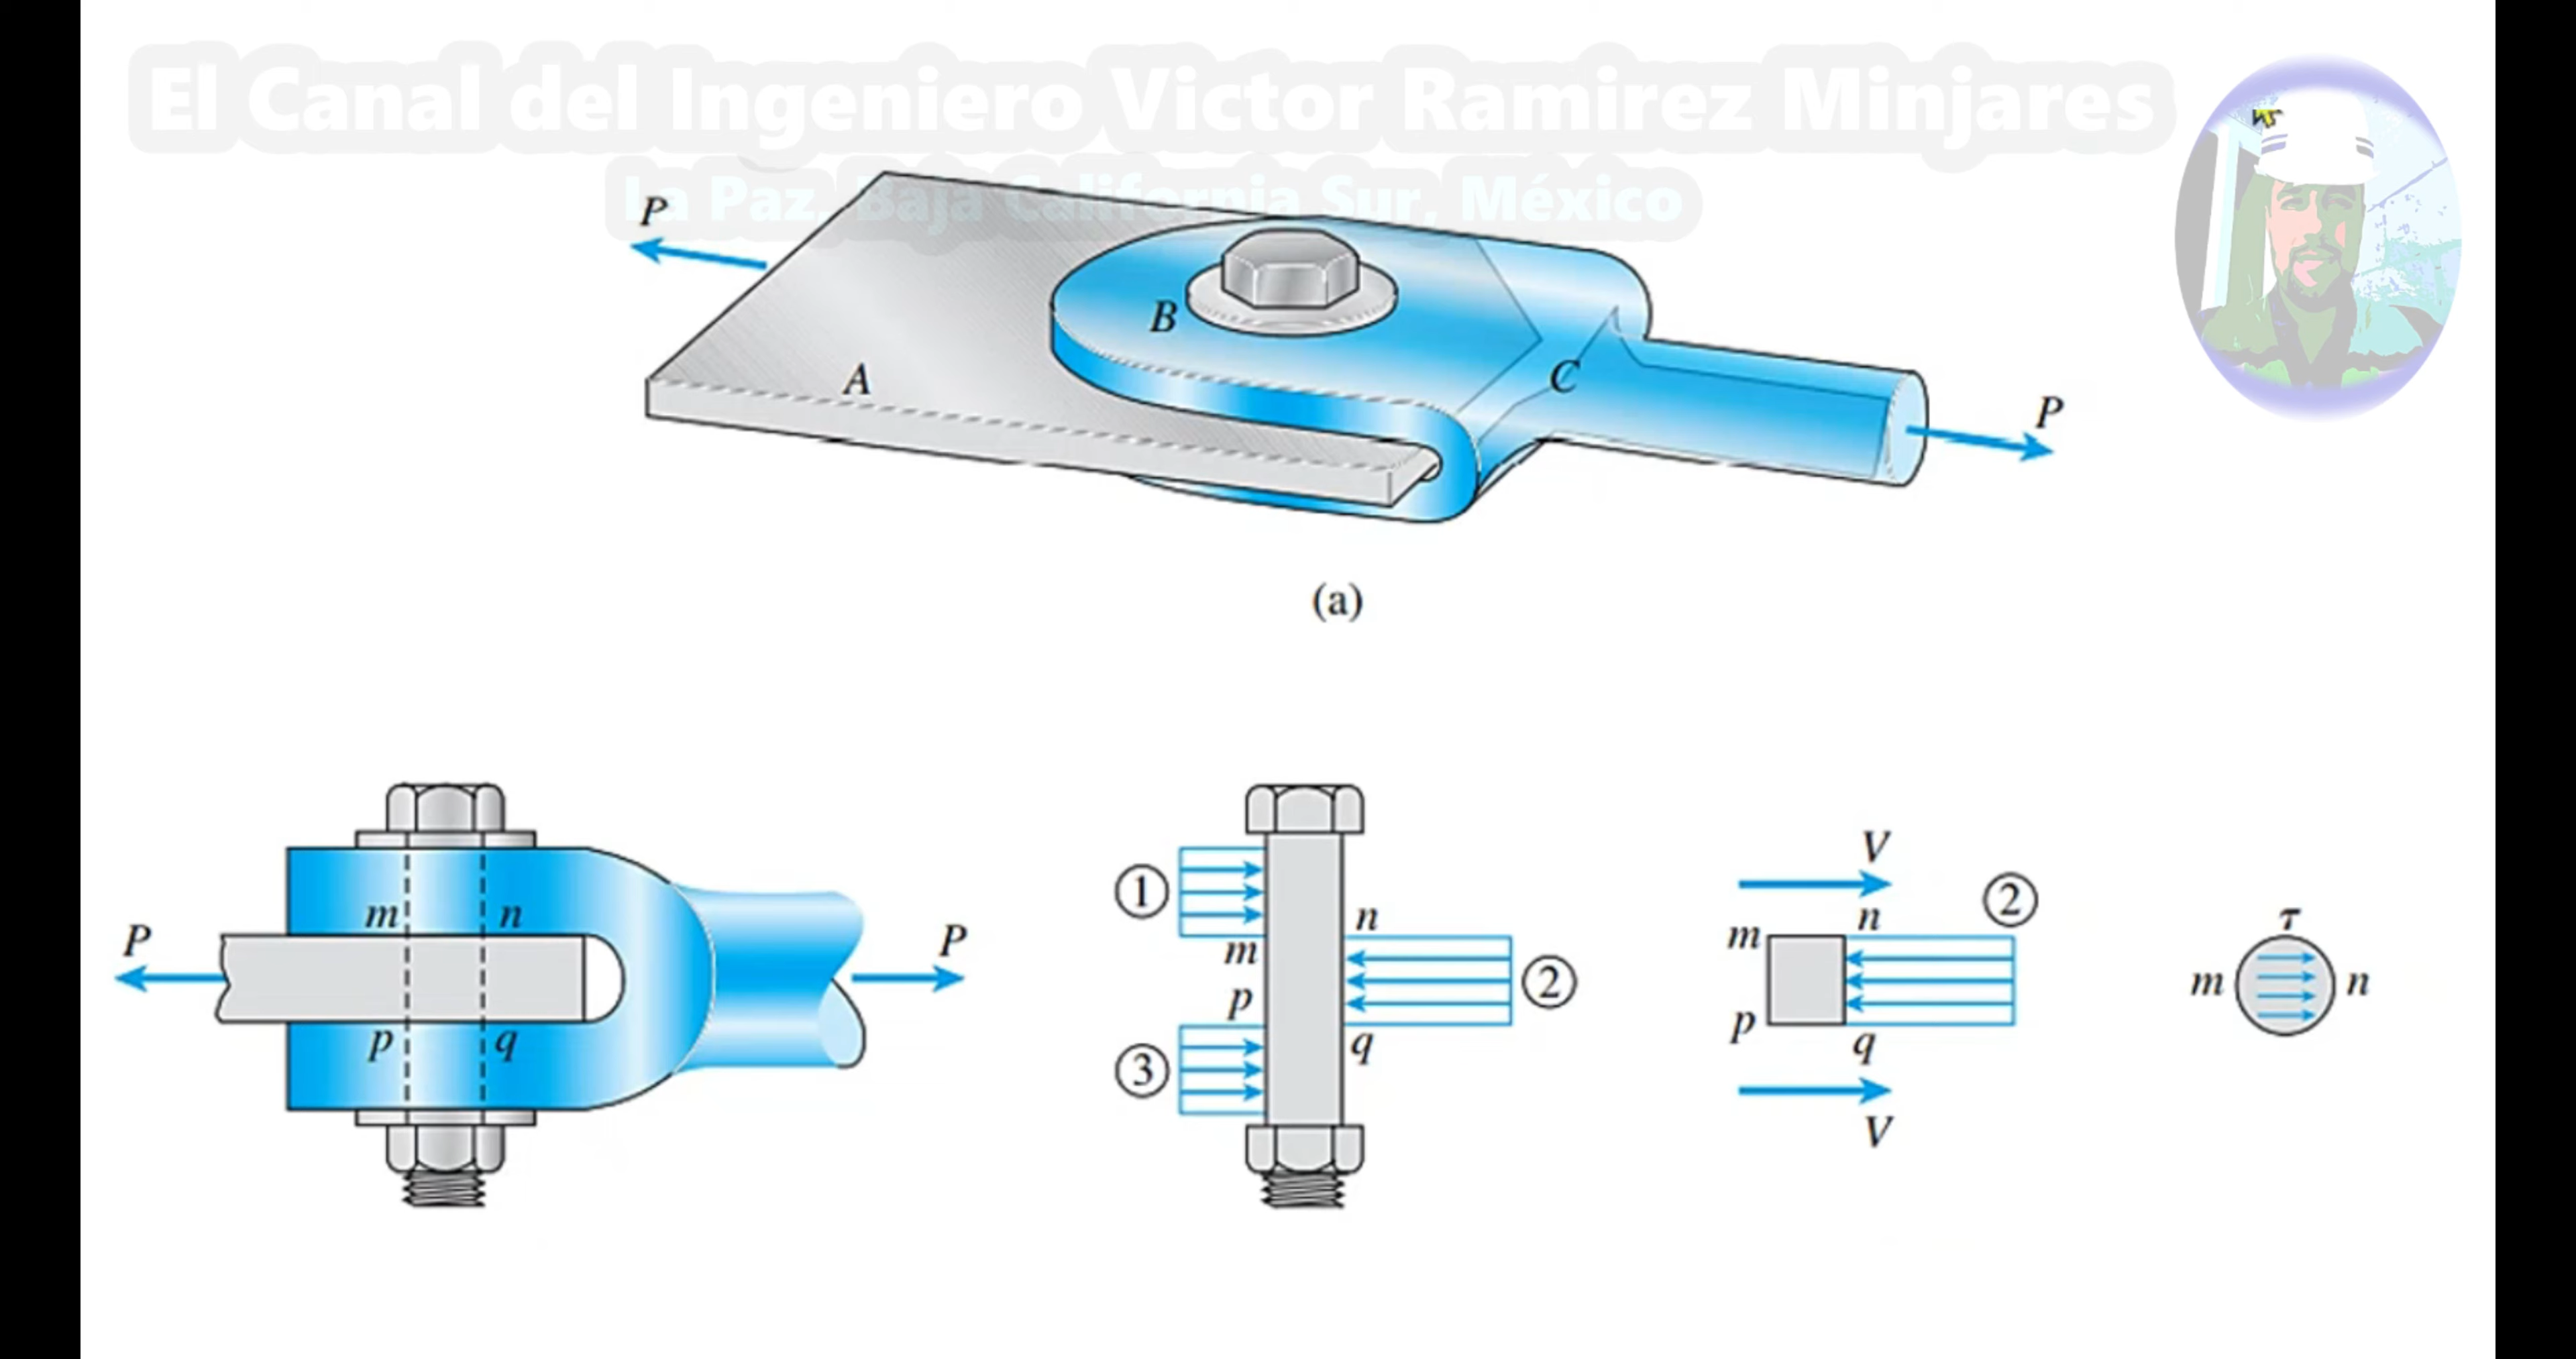 El Canal del Ingeniero Victor Ramirez Minjares
La Paz, Baja California Sur, México
P
B
A
C
P
(a)
m n
P P
p q
①
n
m
②
p
③
q
V
②
m n
p q
V
τ
m n